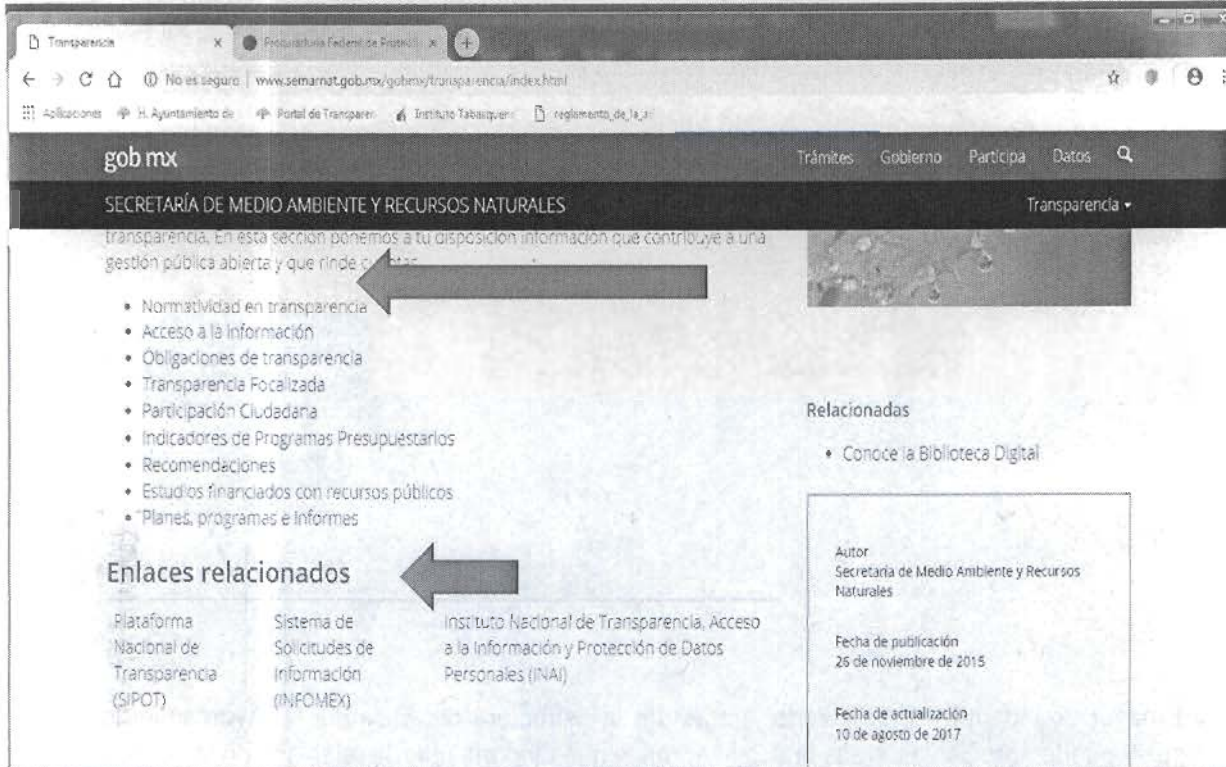 Transparencia
Procuraduría Federal de Protec
No es seguro | www.semarnat.gob.mx/gobmx/transparencia/index.html
Aplicaciones H. Ayuntamiento de Portal de Transparen Instituto Tabasquen reglamento_de_la_
gob mx Trámites Gobierno Participa Datos
SECRETARÍA DE MEDIO AMBIENTE Y RECURSOS NATURALES Transparencia
transparencia. En esta sección ponemos a tu disposición información que contribuye a una
gestión pública abierta y que rinde
• Normatividad en transparencia
• Acceso a la información
• Obligaciones de transparencia
• Transparencia Focalizada
• Participación Ciudadana
• Indicadores de Programas Presupuestarios
• Recomendaciones
• Estudios financiados con recursos públicos
• Planes, programas e informes
Enlaces relacionados
Plataforma
Nacional de
Transparencia
(SIPOT)
Sistema de
Solicitudes de
Información
(INFOMEX)
Instituto Nacional de Transparencia, Acceso
a la Información y Protección de Datos
Personales (INAI)
Relacionadas
• Conoce la Biblioteca Digital
Autor
Secretaría de Medio Ambiente y Recursos
Naturales
Fecha de publicación
26 de noviembre de 2015
Fecha de actualización
10 de agosto de 2017